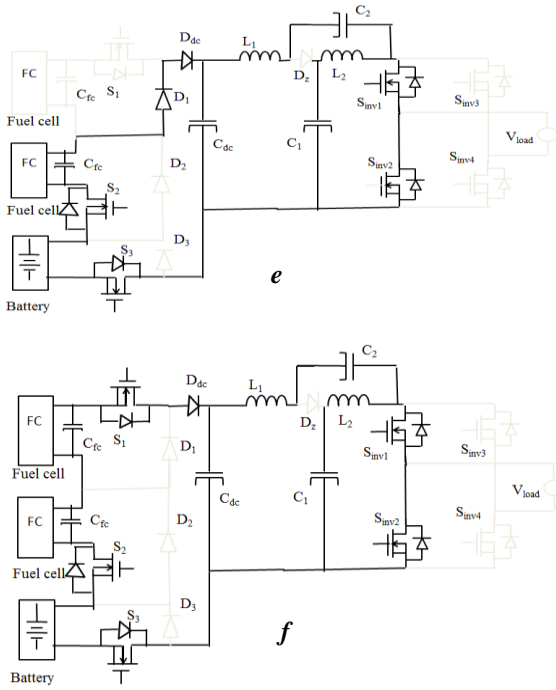 C2
Ddc
L1
FC
Cfc
S1
Dz
L2
D1
Sinv1
Sinv3
Fuel cell
Cdc
C1
Vload
FC
Cfc
D2
Sinv2
Sinv4
S2
Fuel cell
D3
S3
e
Battery
C2
Ddc
L1
FC
Cfc
S1
Dz
L2
D1
Sinv1
Sinv3
Fuel cell
Cdc
C1
Vload
FC
Cfc
D2
Sinv2
Sinv4
S2
Fuel cell
D3
S3
f
Battery